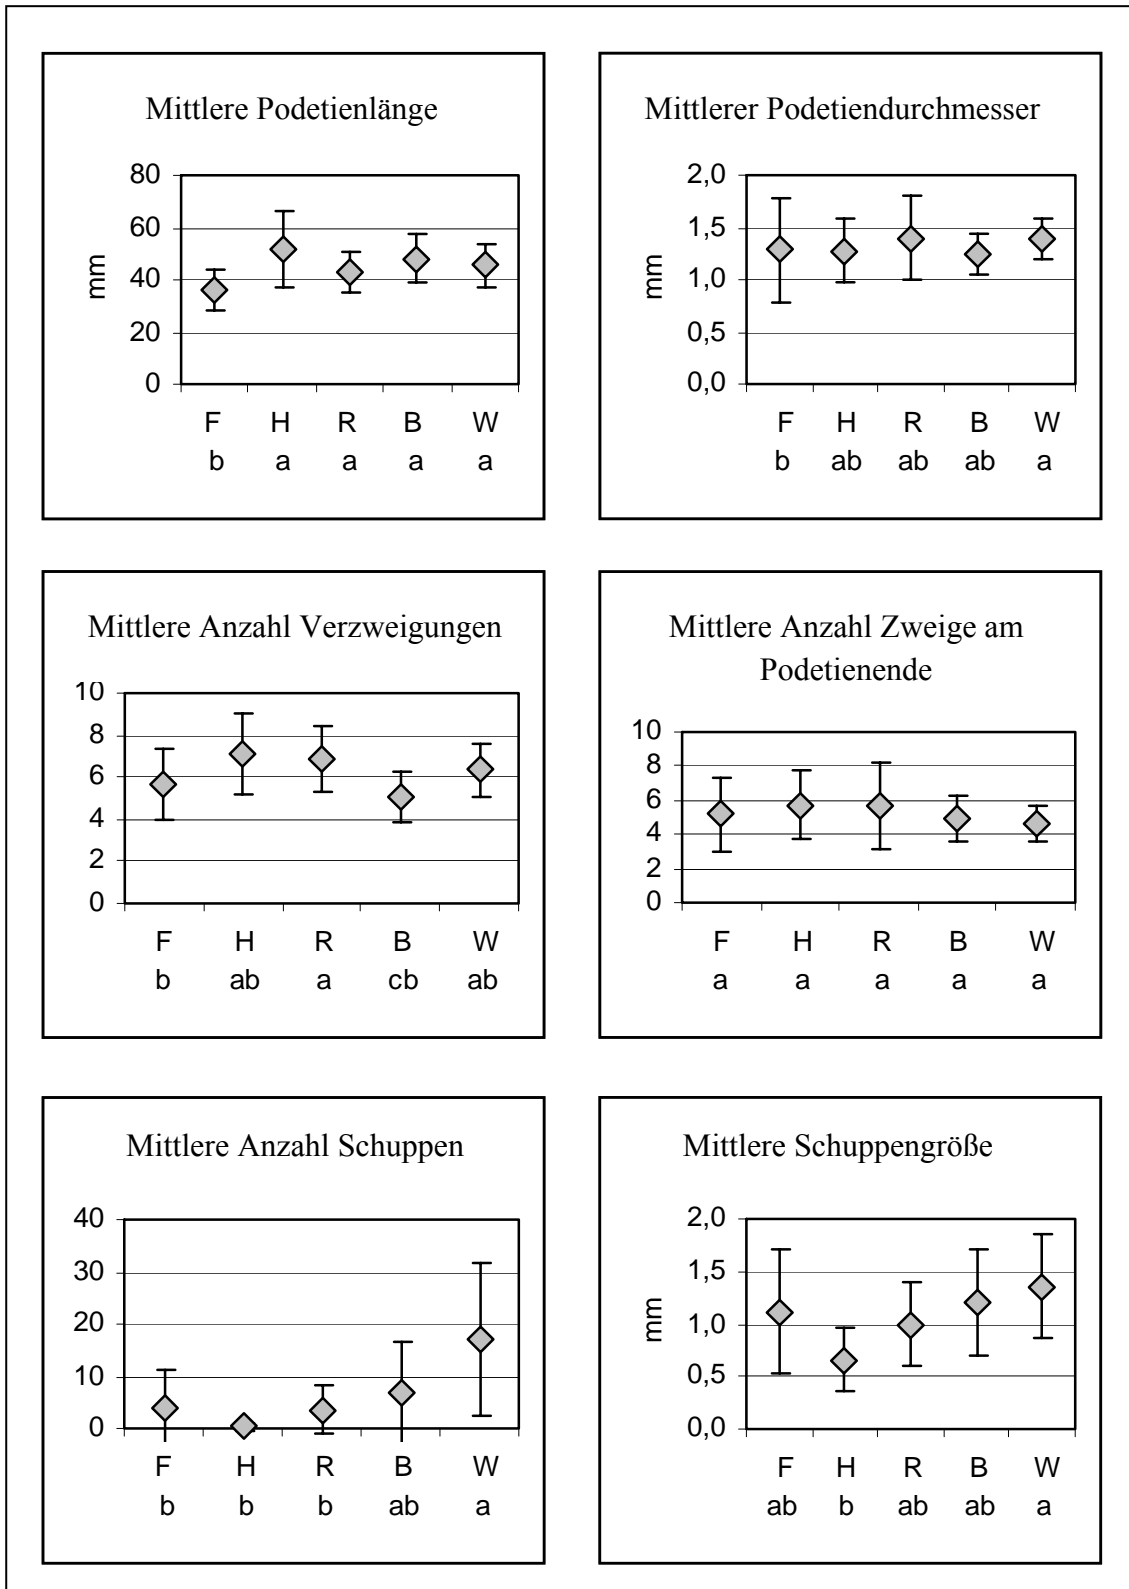 Mittlere Podetienlänge
80
60
40
20
0
mm
F H R B W
b a a a a
Mittlerer Podetiendurchmesser
2,0
1,5
1,0
0,5
0,0
mm
F H R B W
b ab ab ab a
Mittlere Anzahl Verzweigungen
10
8
6
4
2
0
F H R B W
b ab a cb ab
Mittlere Anzahl Zweige am
Podetienende
10
8
6
4
2
0
F H R B W
a a a a a
Mittlere Anzahl Schuppen
40
30
20
10
0
F H R B W
b b b ab a
Mittlere Schuppengröße
2,0
1,5
1,0
0,5
0,0
mm
F H R B W
ab b ab ab a